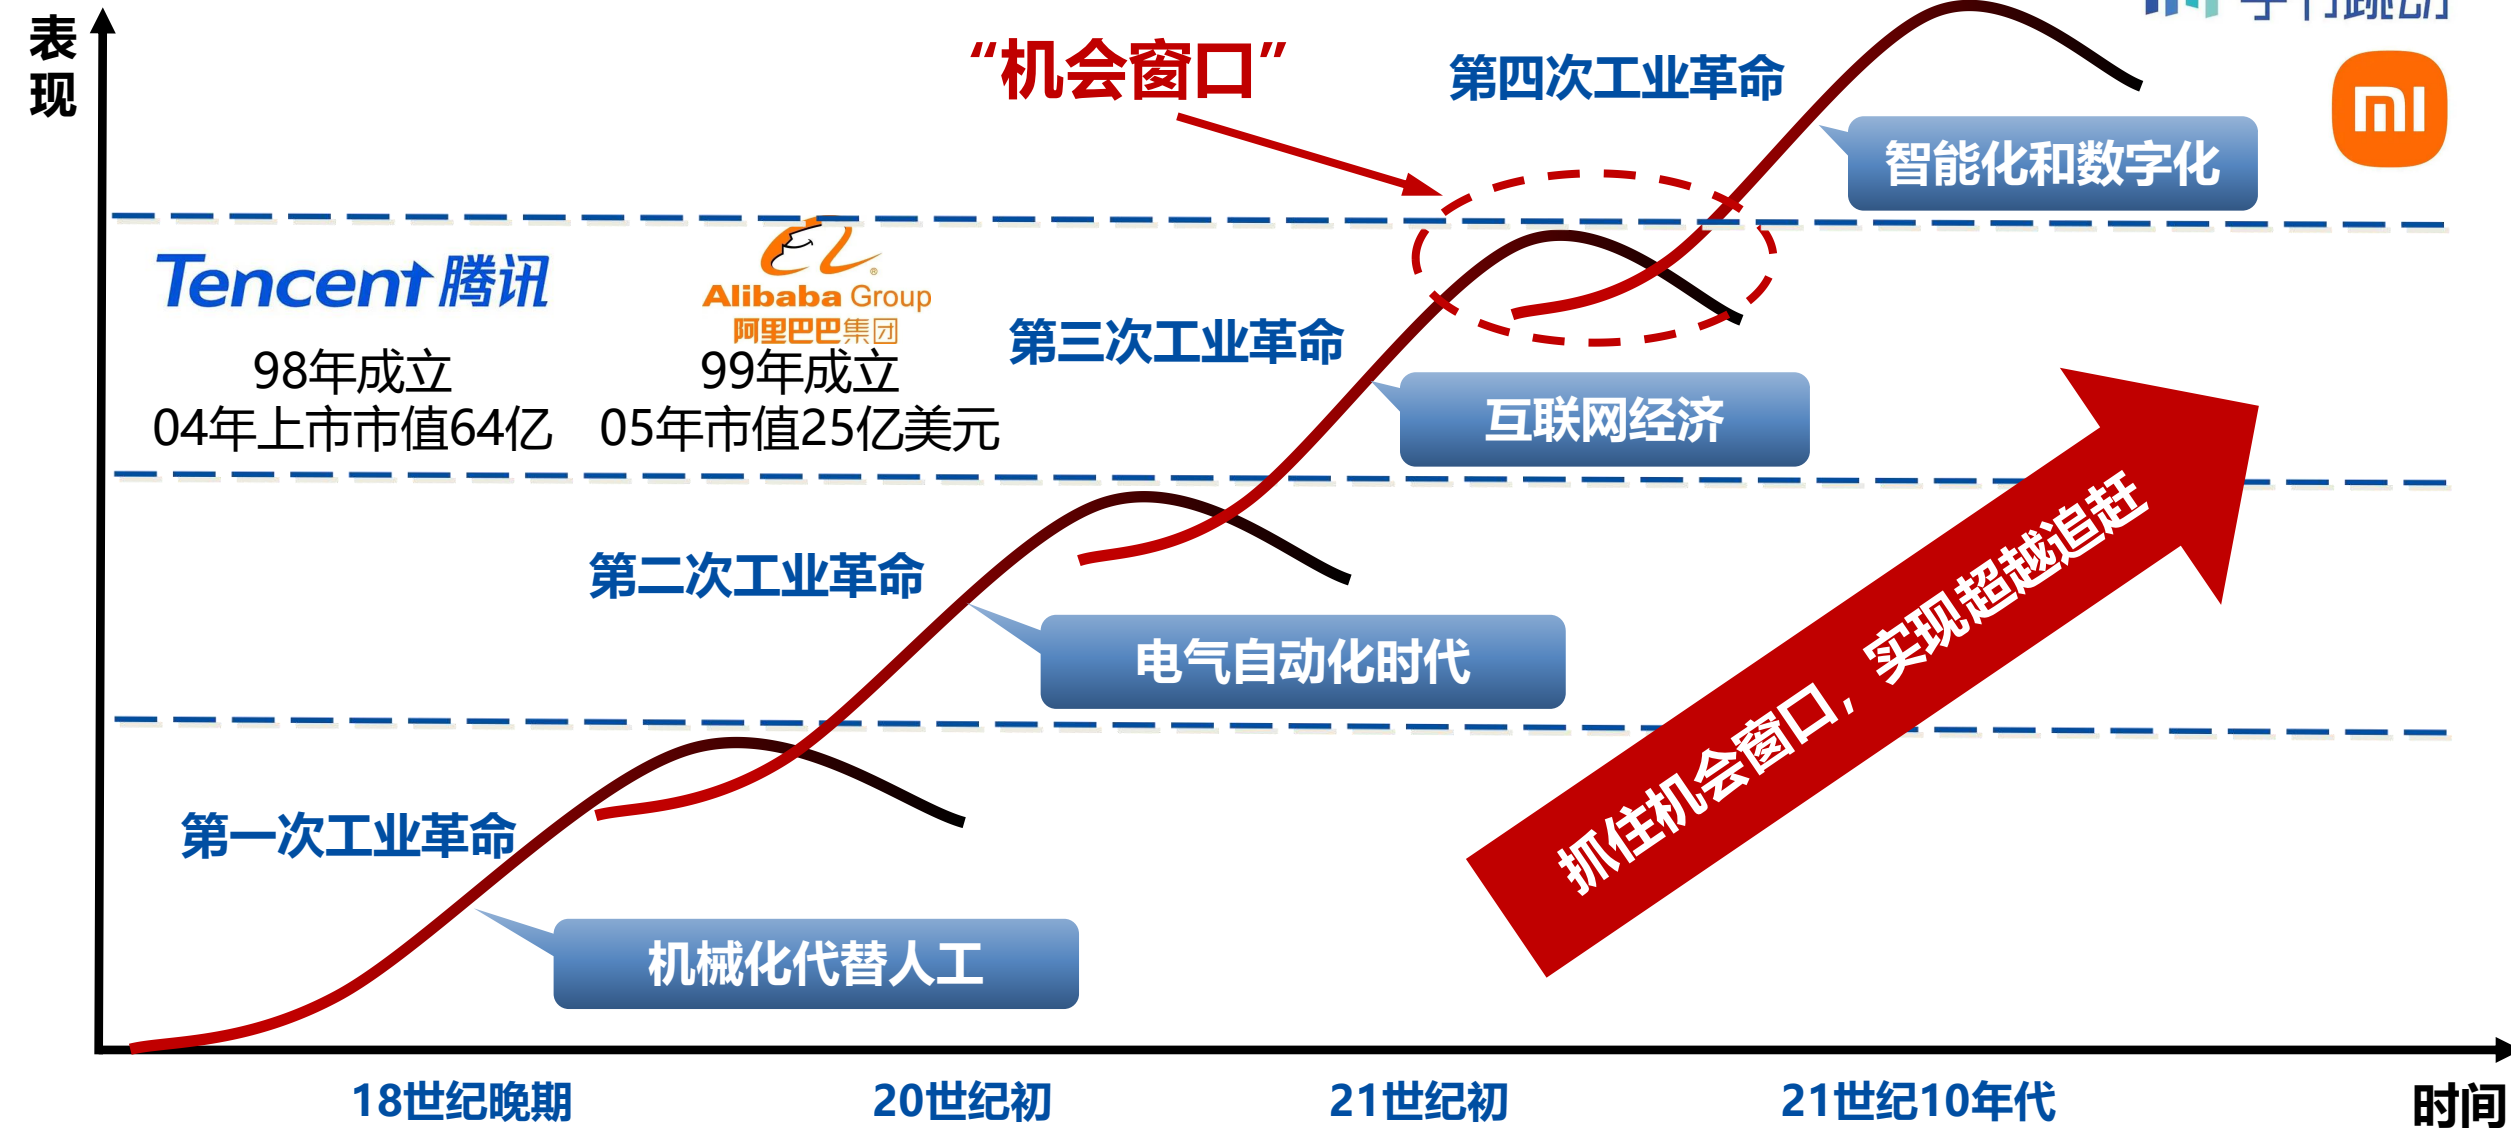 表
现
“机会窗口”
第四次工业革命
字节跳动
mi
智能化和数字化
Tencent 腾讯
98年成立
04年上市市值64亿
Alibaba Group
®
阿里巴巴集团
99年成立
05年市值25亿美元
第三次工业革命
互联网经济
第二次工业革命
电气自动化时代
抓住机会窗口，实现超越追赶
第一次工业革命
机械化代替人工
18世纪晚期
20世纪初
21世纪初
21世纪10年代
时间